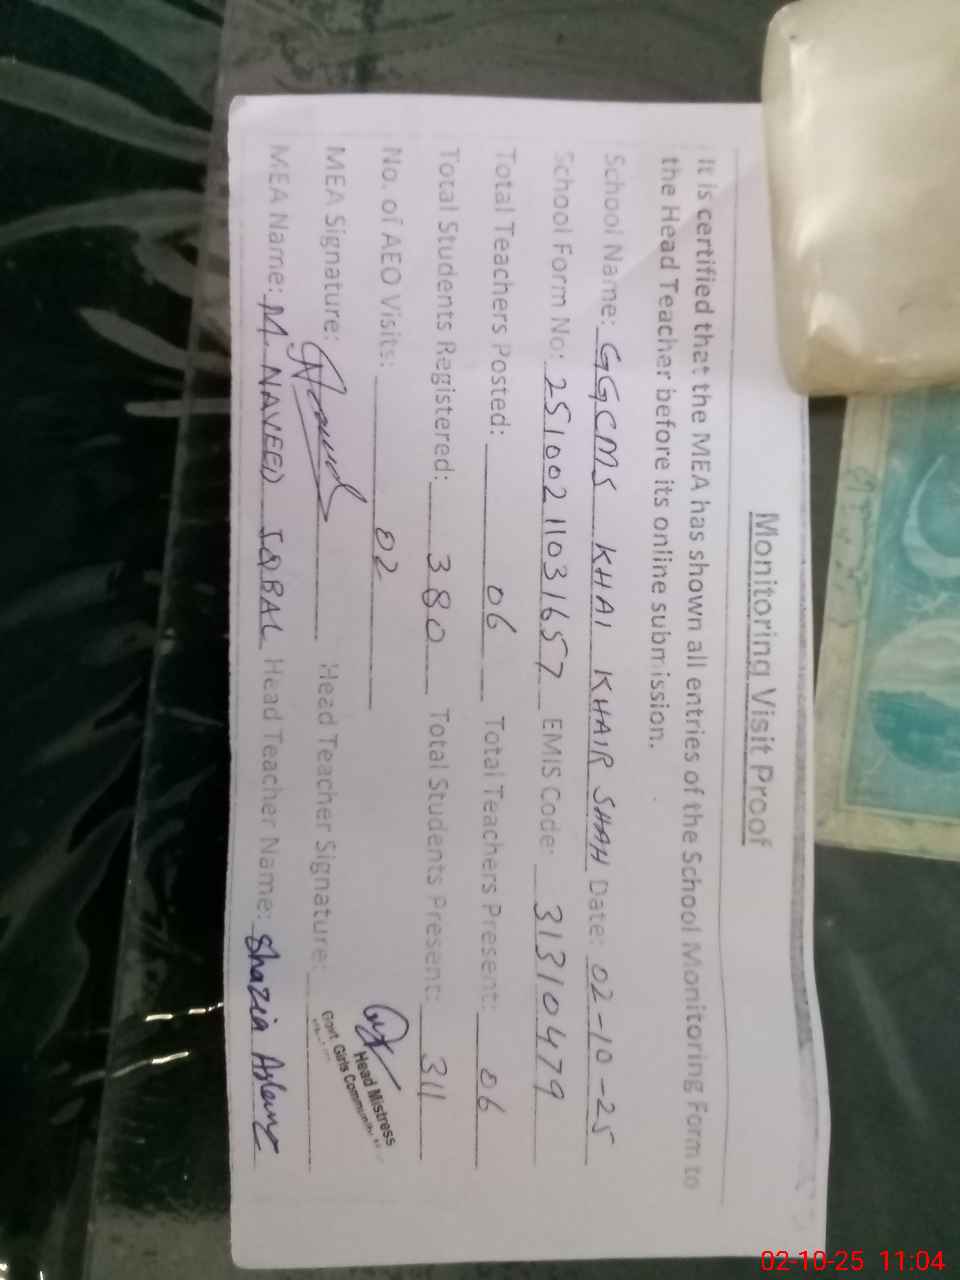 Monitoring Visit Proof
It is certified that the MEA has shown all entries of the School Monitoring Form to
the Head Teacher before its online submission.
School Name: GGCMS KHAI KHAIR SHAH Date: 02-10-25
School Form No: 25100211031657 EMIS Code: 31310479
Total Teachers Posted: 06 Total Teachers Present: 06
Total Students Registered: 380 Total Students Present: 311
No. of AEO Visits: 02
Head Mistress
Govt. Girls Community
MEA Signature: Head Teacher Signature:
MEA Name: M. NAVEED IQBAL Head Teacher Name: Shazia
02-10-25 11:04